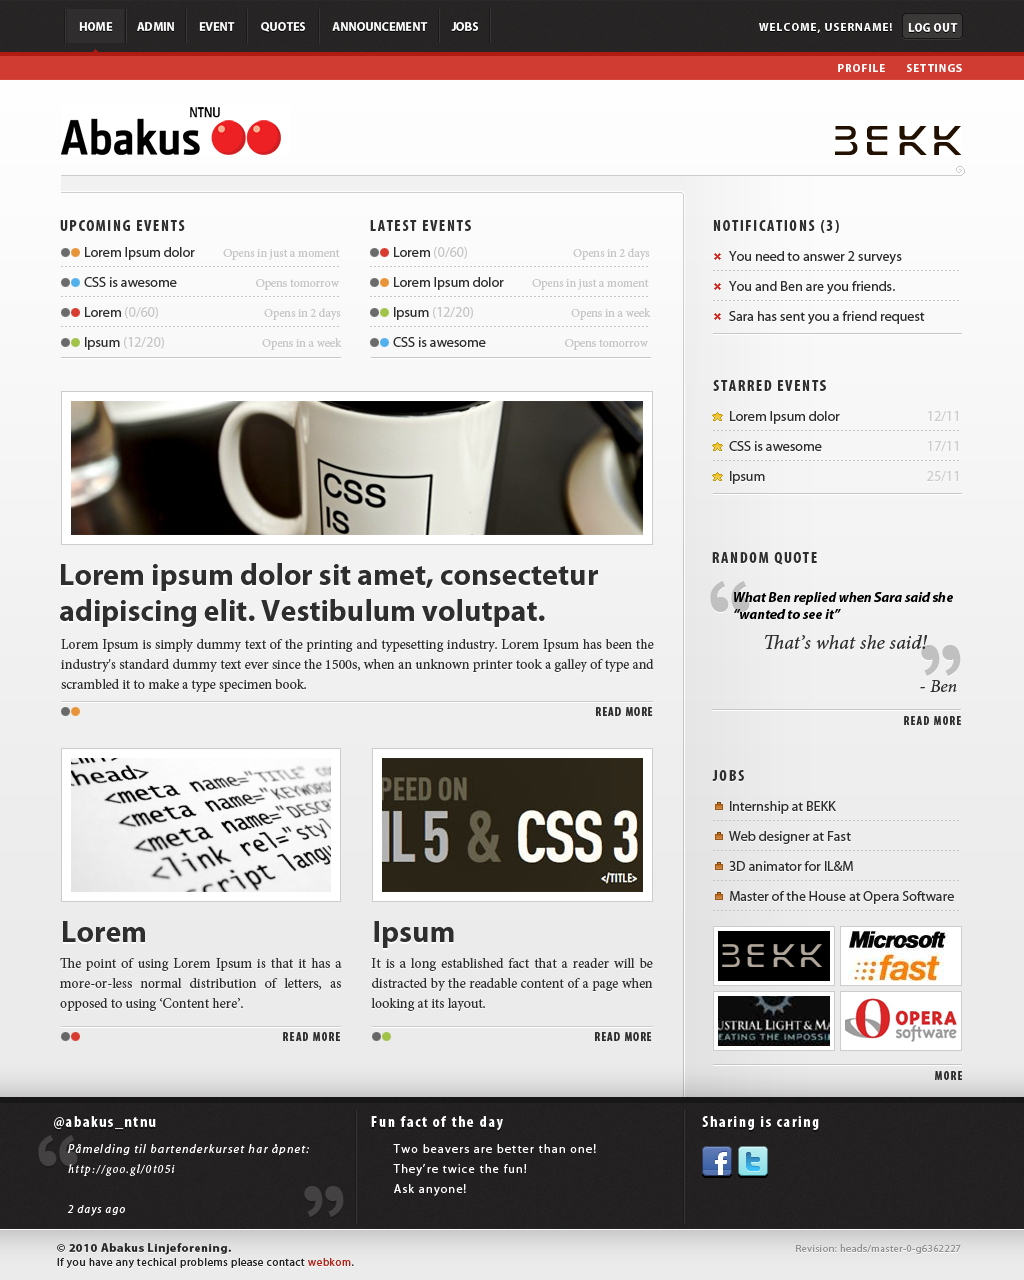 HOME ADMIN EVENT QUOTES ANNOUNCEMENT JOBS WELCOME, USERNAME! LOG OUT
PROFILE SETTINGS
NTNU
Abakus
BEKK
UPCOMING EVENTS
Lorem Ipsum dolor Opens in just a moment
CSS is awesome Opens tomorrow
Lorem (0/60) Opens in 2 days
Ipsum (12/20) Opens in a week
LATEST EVENTS
Lorem (0/60) Opens in 2 days
Lorem Ipsum dolor Opens in just a moment
Ipsum (12/20) Opens in a week
CSS is awesome Opens tomorrow
CSS
IS
Lorem ipsum dolor sit amet, consectetur
adipiscing elit. Vestibulum volutpat.
Lorem Ipsum is simply dummy text of the printing and typesetting industry. Lorem Ipsum has been the
industry's standard dummy text ever since the 1500s, when an unknown printer took a galley of type and
scrambled it to make a type specimen book.
READ MORE
head>
<meta name="TITLE" CO
<meta name="KEYWORD
<meta name="DESCR
<meta name=
<link rel="styl
script langu
Lorem
The point of using Lorem Ipsum is that it has a
more-or-less normal distribution of letters, as
opposed to using ‘Content here’.
READ MORE
PEED ON
IL 5 & CSS 3
</TITLE>
Ipsum
It is a long established fact that a reader will be
distracted by the readable content of a page when
looking at its layout.
READ MORE
NOTIFICATIONS (3)
You need to answer 2 surveys
You and Ben are you friends.
Sara has sent you a friend request
STARRED EVENTS
Lorem Ipsum dolor 12/11
CSS is awesome 17/11
Ipsum 25/11
RANDOM QUOTE
“What Ben replied when Sara said she
“wanted to see it”
That’s what she said!”
- Ben
READ MORE
JOBS
Internship at BEKK
Web designer at Fast
3D animator for IL&M
Master of the House at Opera Software
BEKK
Microsoft
fast
USTRIAL LIGHT & MA
EATING THE IMPOSSIB
OPERA
software
MORE
@abakus_ntnu
“Påmelding til bartenderkurset har åpnet:
http://goo.gl/0t05i
”
2 days ago
Fun fact of the day
Two beavers are better than one!
They’re twice the fun!
Ask anyone!
Sharing is caring
f t
© 2010 Abakus Linjeforening.
If you have any techical problems please contact webkom.
Revision: heads/master-0-g6362227